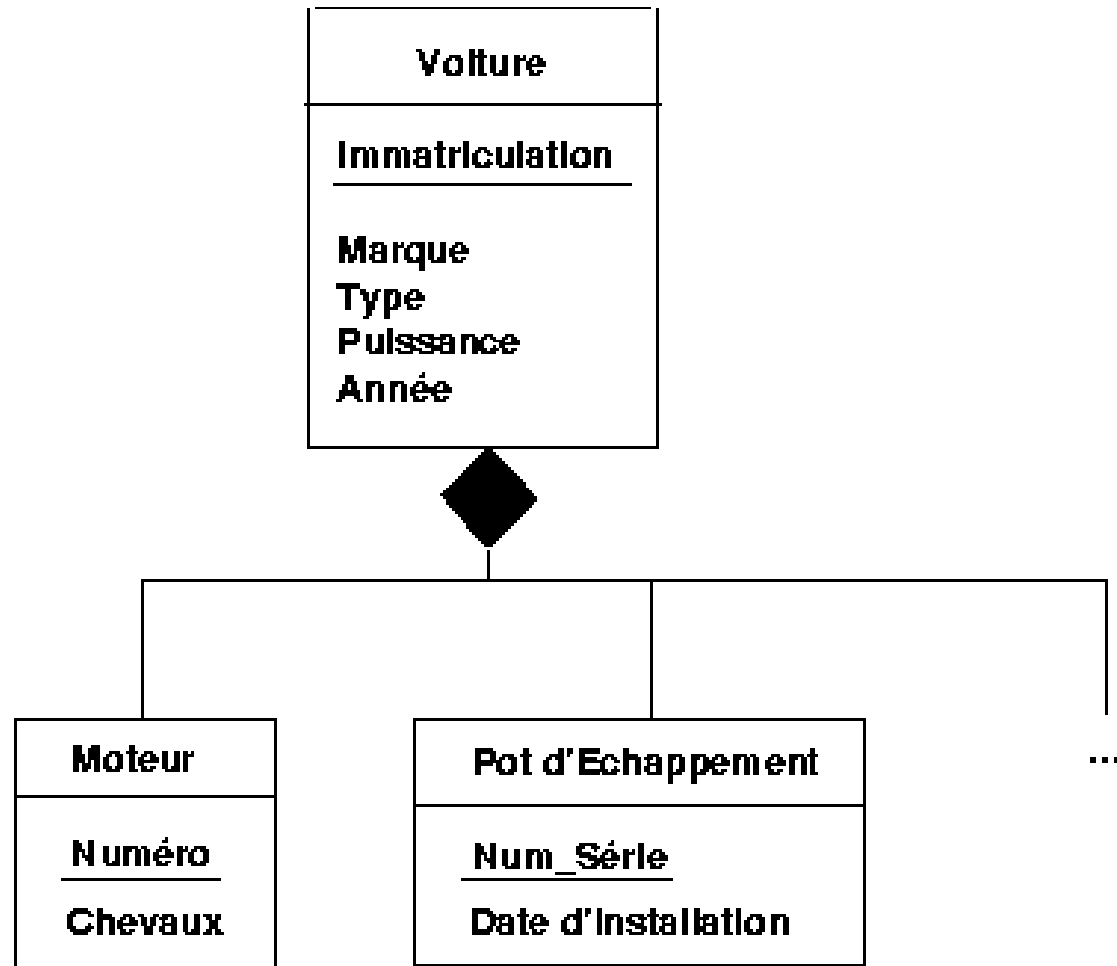 Voiture
Immatriculation
Marque
Type
Puissance
Année
Moteur
Numéro
Chevaux
Pot d'Echappement
Num_Série
Date d'Installation
...